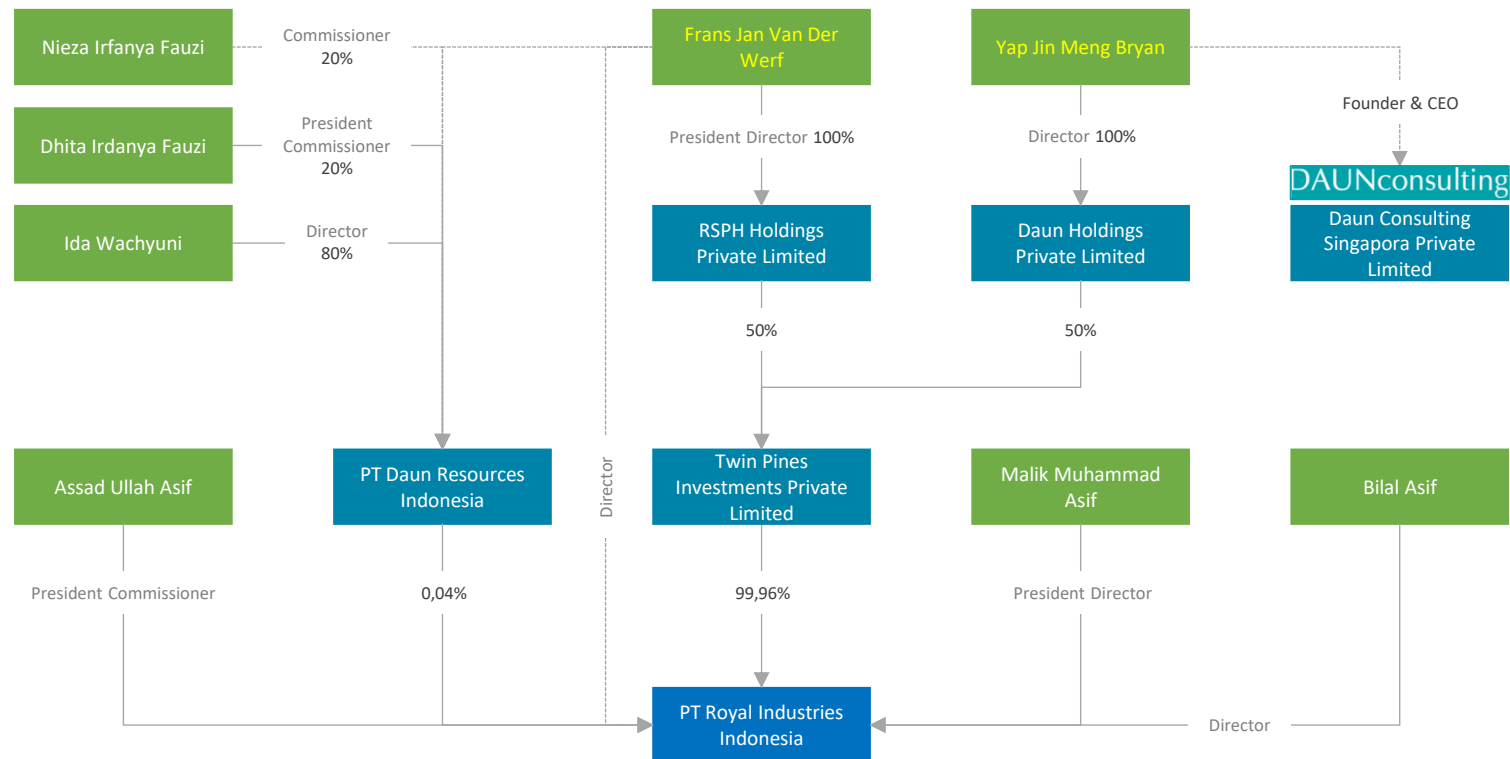 Nieza Irfanya Fauzi
Commissioner
20%
Frans Jan Van Der
Werf
Yap Jin Meng Bryan
Founder & CEO
Dhita Irdanya Fauzi
President
Commissioner
20%
President Director 100%
Director 100%
DAUNconsulting
Ida Wachyuni
Director
80%
RSPH Holdings
Private Limited
Daun Holdings
Private Limited
Daun Consulting
Singapora Private
Limited
50%
50%
Assad Ullah Asif
PT Daun Resources
Indonesia
Director
Twin Pines
Investments Private
Limited
Malik Muhammad
Asif
Bilal Asif
President Commissioner
0,04%
99,96%
President Director
PT Royal Industries
Indonesia
Director